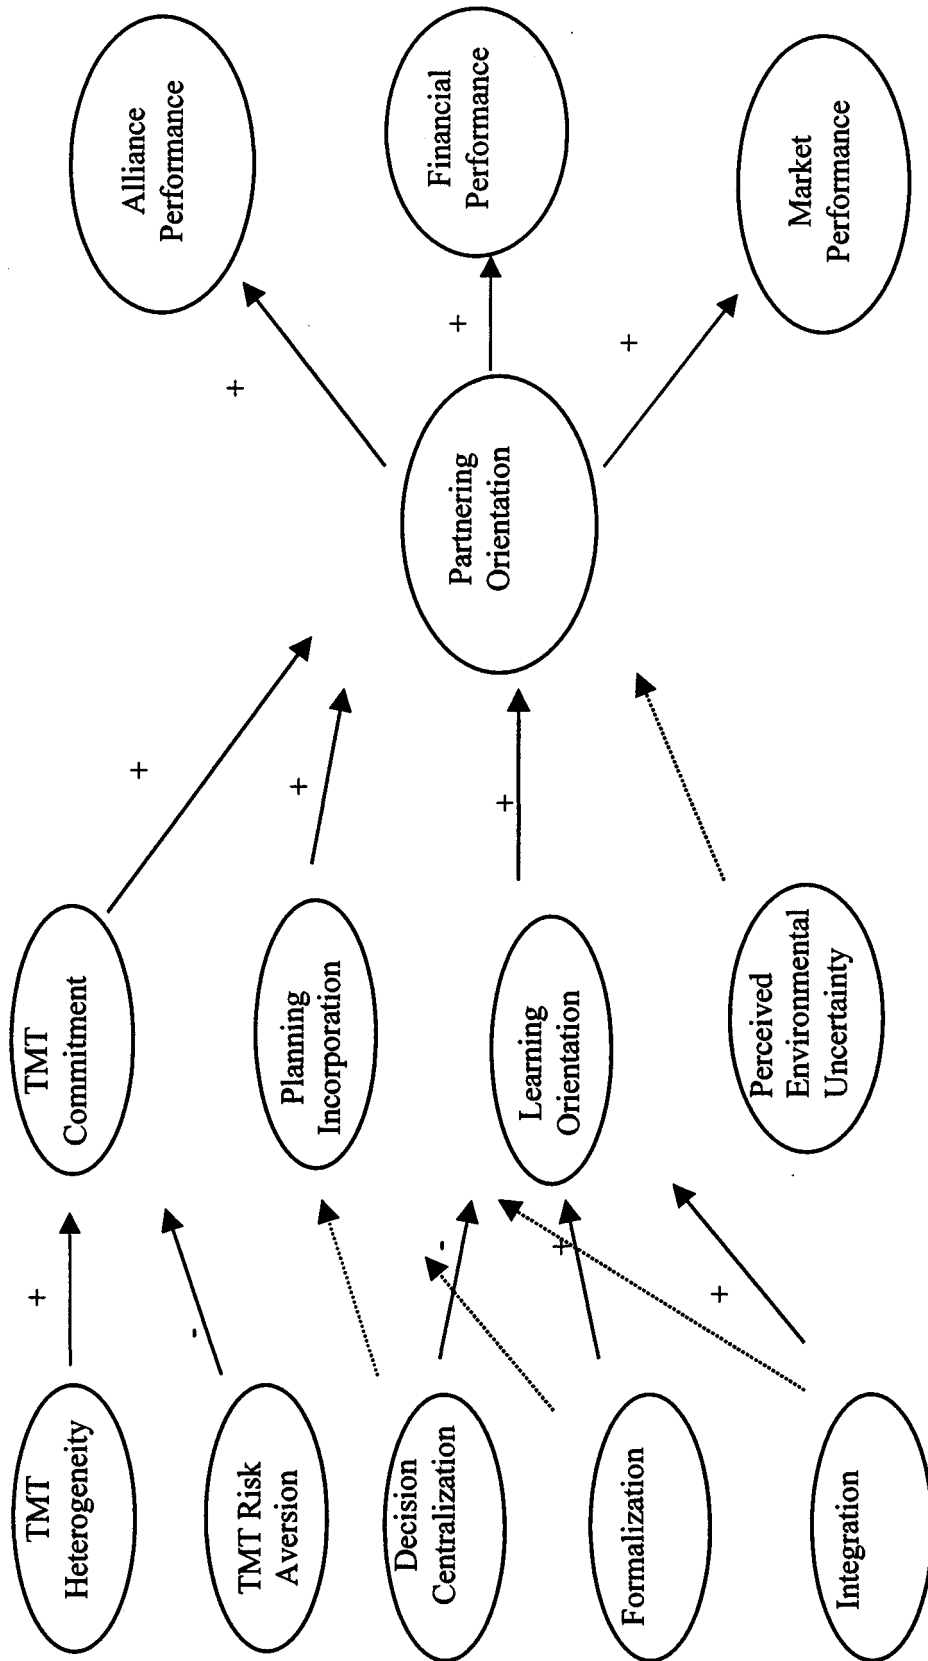 TMT
Heterogeneity
TMT Risk
Aversion
Decision
Centralization
Formalization
Integration
+
-
-
+
+
TMT
Commitment
Planning
Incorporation
Learning
Orientation
Perceived
Environmental
Uncertainty
+
+
+
Partnering
Orientation
+
+
+
Alliance
Performance
Financial
Performance
Market
Performance